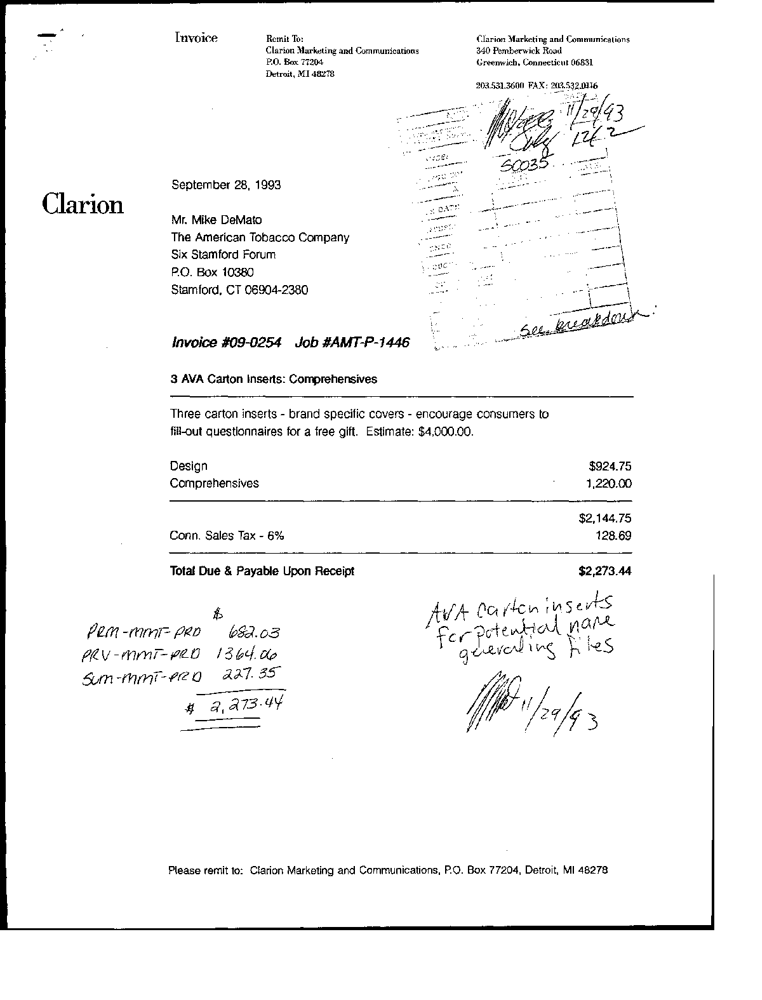 Invoice
Remit To:
Clarion Marketing and Communications
P.O. Box 77204
Detroit, MI 48278
Clarion Marketing and Communications
340 Pemberwick Road
Greenwich, Connecticut 06831
203.531.3600 FAX: 203.532.0116
11/29/93
12/2
SC035
Clarion
September 28, 1993
Mr. Mike DeMato
The American Tobacco Company
Six Stamford Forum
P.O. Box 10380
Stamford, CT 06904-2380
See breakdown
Invoice #09-0254 Job #AMT-P-1446
3 AVA Carton Inserts: Comprehensives
Three carton inserts - brand specific covers - encourage consumers to
fill-out questionnaires for a free gift. Estimate: $4,000.00.
Design $924.75
Comprehensives 1,220.00
$2,144.75
Conn. Sales Tax - 6% 128.69
Total Due & Payable Upon Receipt $2,273.44
$
PRM-MMT-PRD 682.03
PRV-MMT-PRD 1364.06
SUM-MMT-PRD 227.35
$ 2,273.44
AVA Carton inserts
for potential name
generating files
11/29/93
Please remit to: Clarion Marketing and Communications, P.O. Box 77204, Detroit, MI 48278